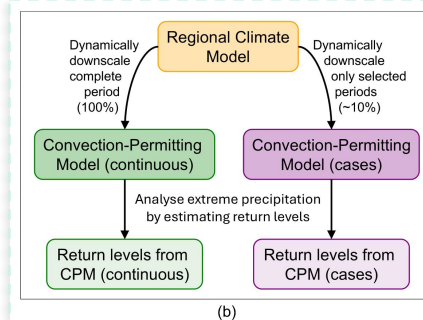 Regional Climate
Model
Dynamically
downscale
complete
period
(100%)
Dynamically
downscale
only selected
periods
(~10%)
Convection-Permitting
Model (continuous)
Convection-Permitting
Model (cases)
Analyse extreme precipitation
by estimating return levels
Return levels from
CPM (continuous)
Return levels from
CPM (cases)
(b)